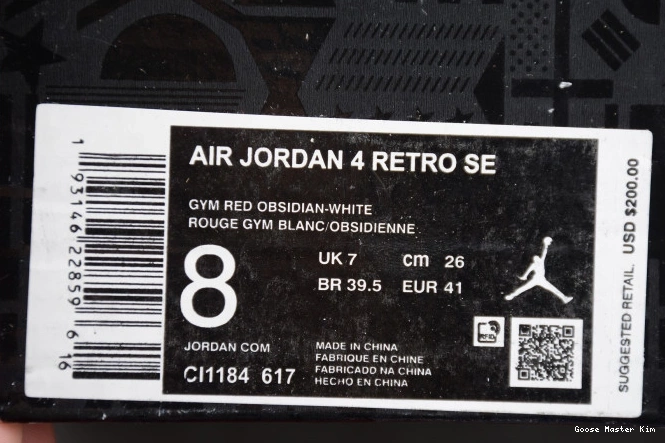 AIR JORDAN 4 RETRO SE
GYM RED OBSIDIAN-WHITE
ROUGE GYM BLANC/OBSIDIENNE
8
UK 7 cm 26
BR 39.5 EUR 41
JORDAN COM
CI1184 617
MADE IN CHINA
FABRIQUE EN CHINE
FABRICADO NA CHINA
HECHO EN CHINA
RFID
1 93146 22859 6 16
SUGGESTED RETAIL. USD $200.00
Goose Master Kim